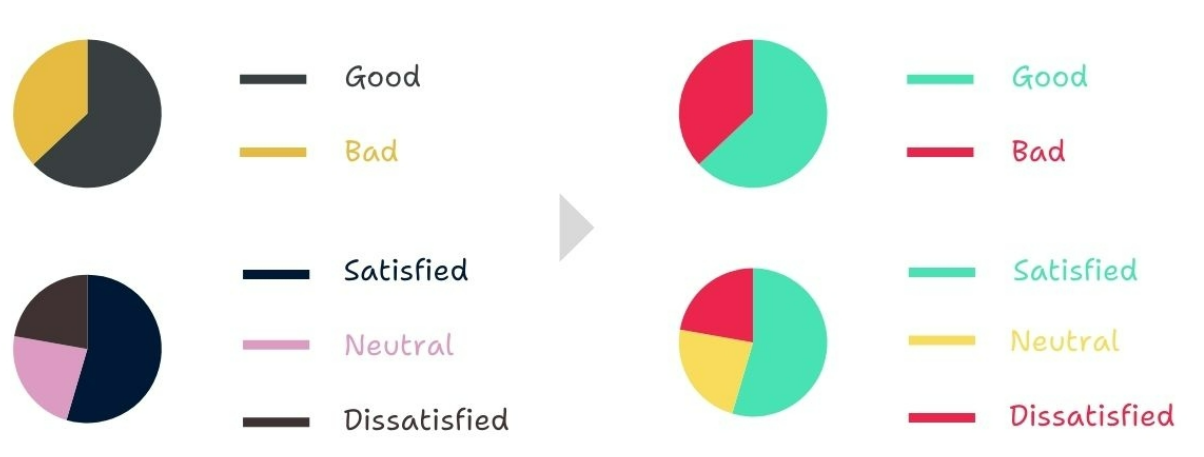 Good
Bad
Satisfied
Neutral
Dissatisfied
Good
Bad
Satisfied
Neutral
Dissatisfied